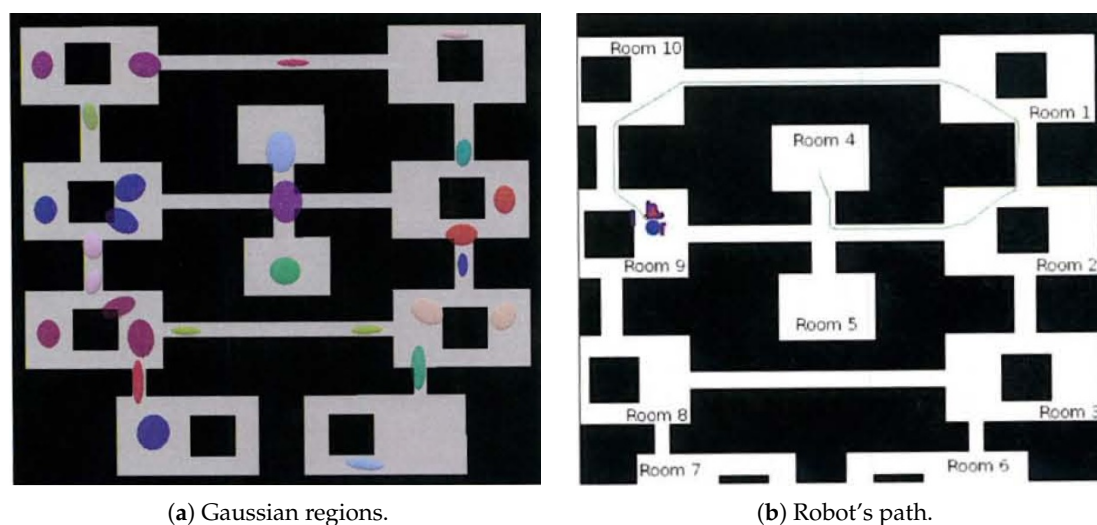 Room 10
Room 1
Room 4
Room 9
Room 2
Room 5
Room 8
Room 3
Room 7
Room 6
(a) Gaussian regions.
(b) Robot's path.